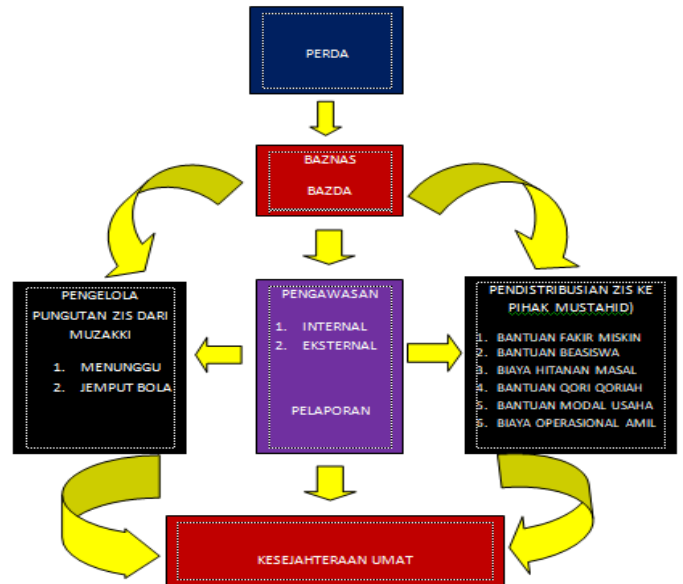 PERDA
BAZNAS
BAZDA
PENGELOLA
PUNGUTAN ZIS DARI
MUZAKKI
1. MENUNGGU
2. JEMPUT BOLA
PENGAWASAN
1. INTERNAL
2. EKSTERNAL
PELAPORAN
PENDISTRIBUSIAN ZIS KE
PIHAK MUSTAHID)
1. BANTUAN FAKIR MISKIN
2. BANTUAN BEASISWA
3. BIAYA HITANAN MASAL
4. BANTUAN QORI QORIAH
5. BANTUAN MODAL USAHA
6. BIAYA OPERASIONAL AMIL
KESEJAHTERAAN UMAT